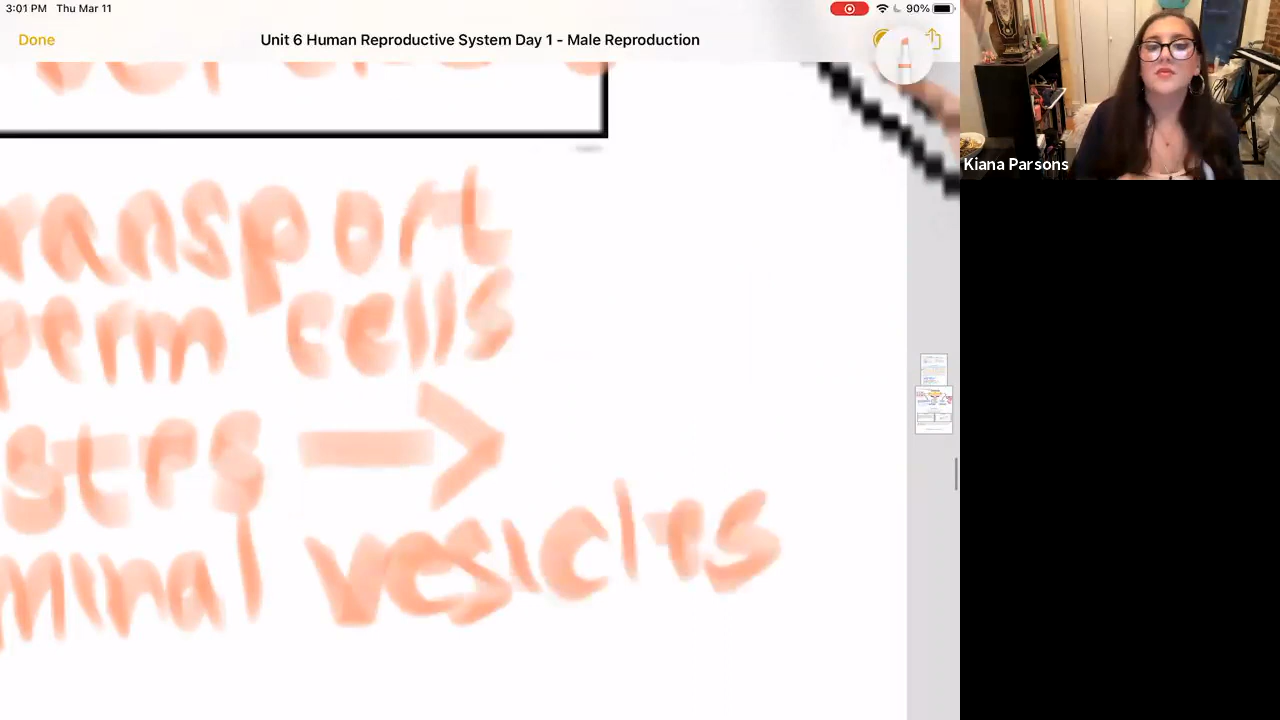 3:01 PM Thu Mar 11
90%
Done
Unit 6 Human Reproductive System Day 1 - Male Reproduction
Kiana Parsons
ransport
perm cells
stes →
minal vesicles